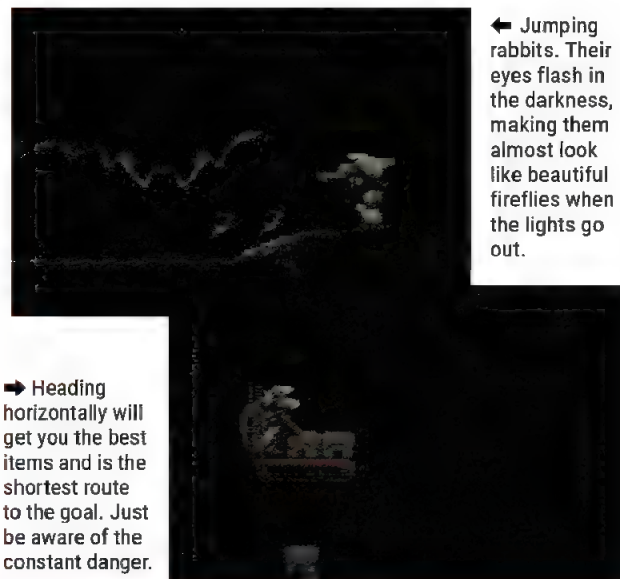 ← Jumping
rabbits. Their
eyes flash in
the darkness,
making them
almost look
like beautiful
fireflies when
the lights go
out.
➡ Heading
horizontally will
get you the best
items and is the
shortest route
to the goal. Just
be aware of the
constant danger.